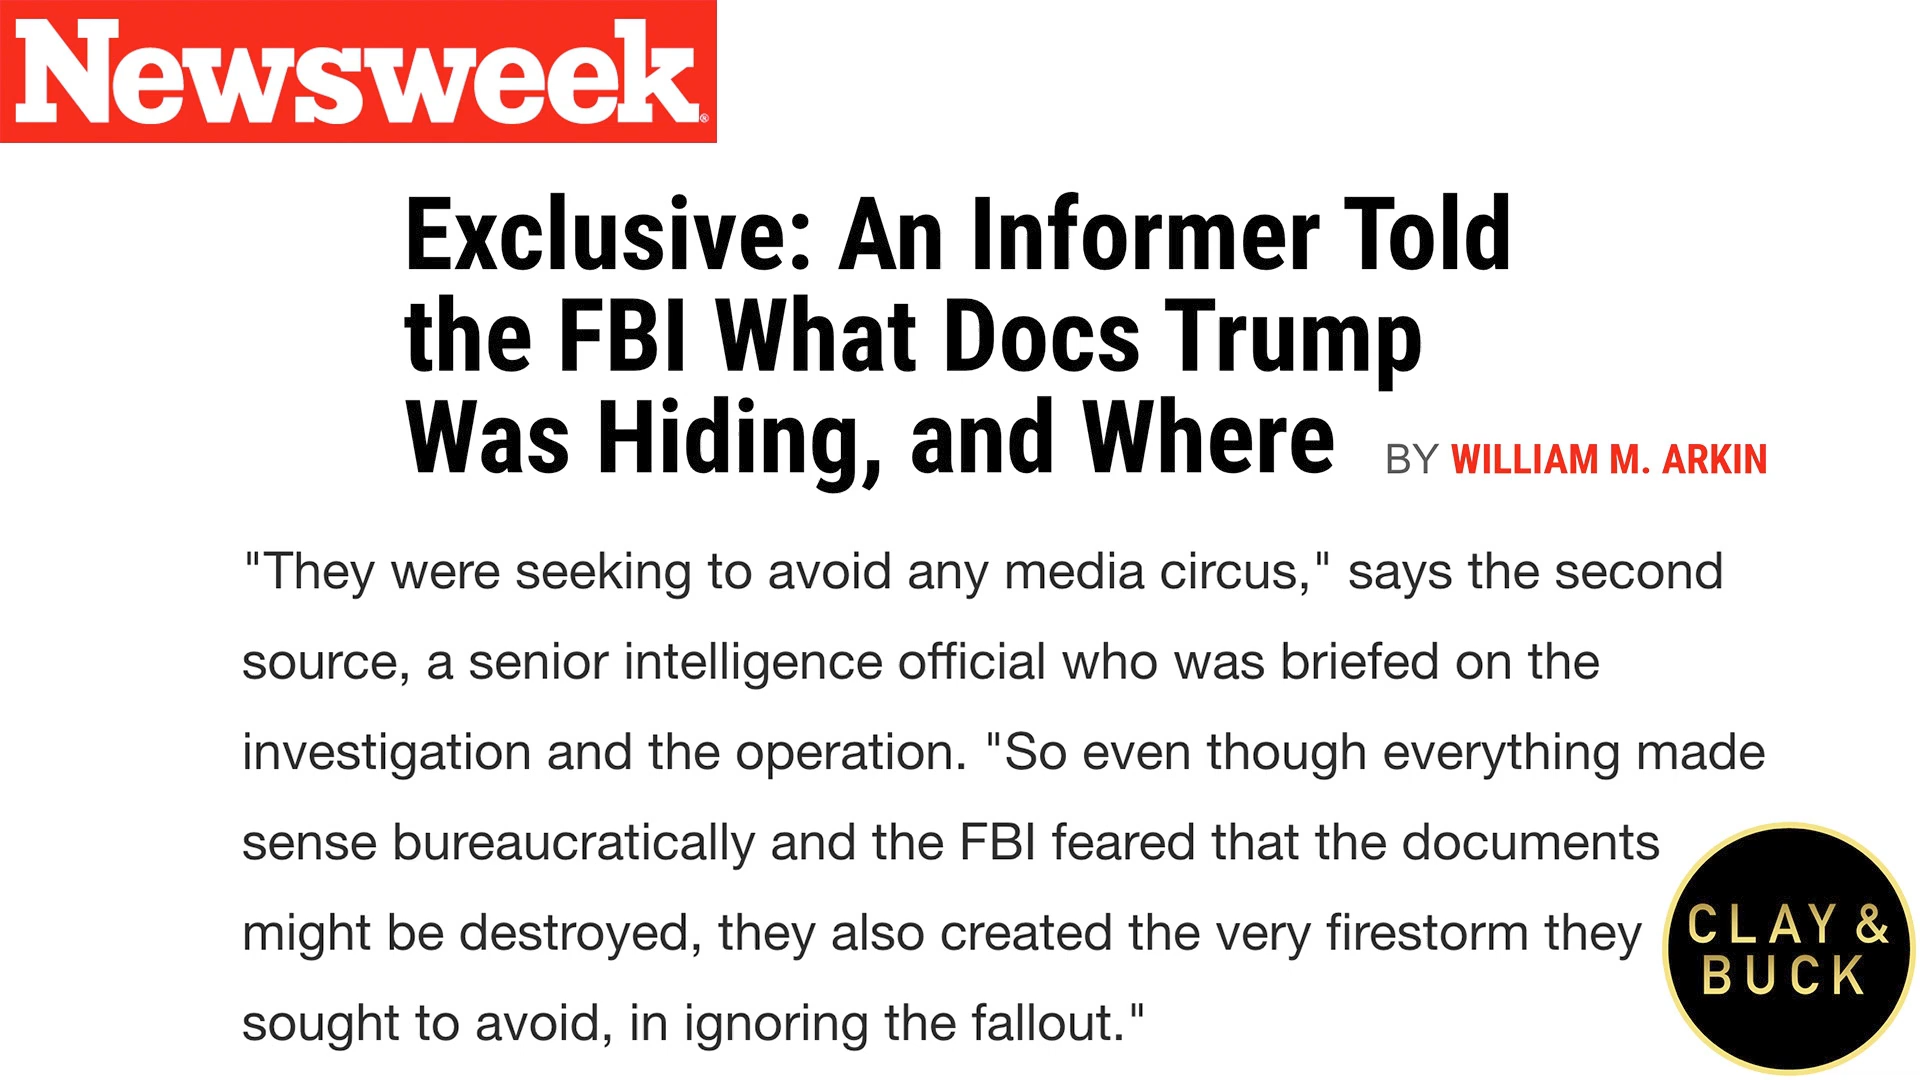 Newsweek®
Exclusive: An Informer Told
the FBI What Docs Trump
Was Hiding, and Where BY WILLIAM M. ARKIN
"They were seeking to avoid any media circus," says the second
source, a senior intelligence official who was briefed on the
investigation and the operation. "So even though everything made
sense bureaucratically and the FBI feared that the documents
might be destroyed, they also created the very firestorm they
sought to avoid, in ignoring the fallout."
CLAY &
BUCK